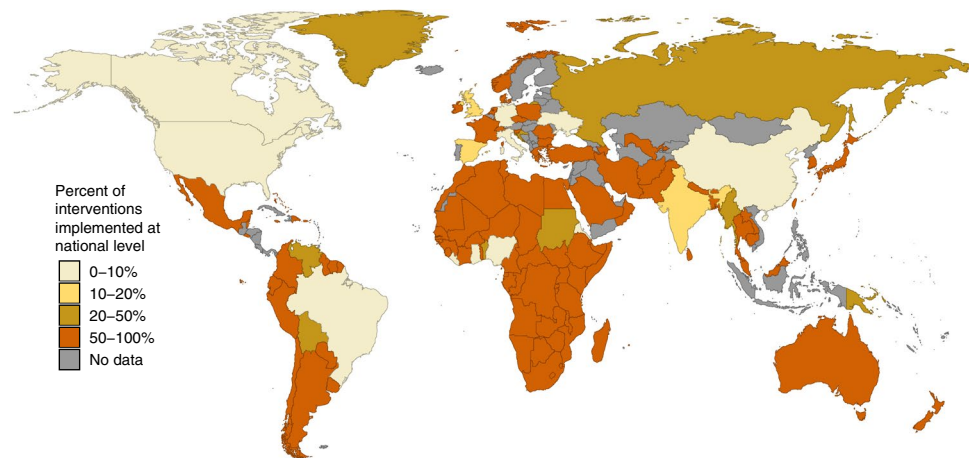 Percent of
interventions
implemented at
national level
0–10%
10–20%
20–50%
50–100%
No data